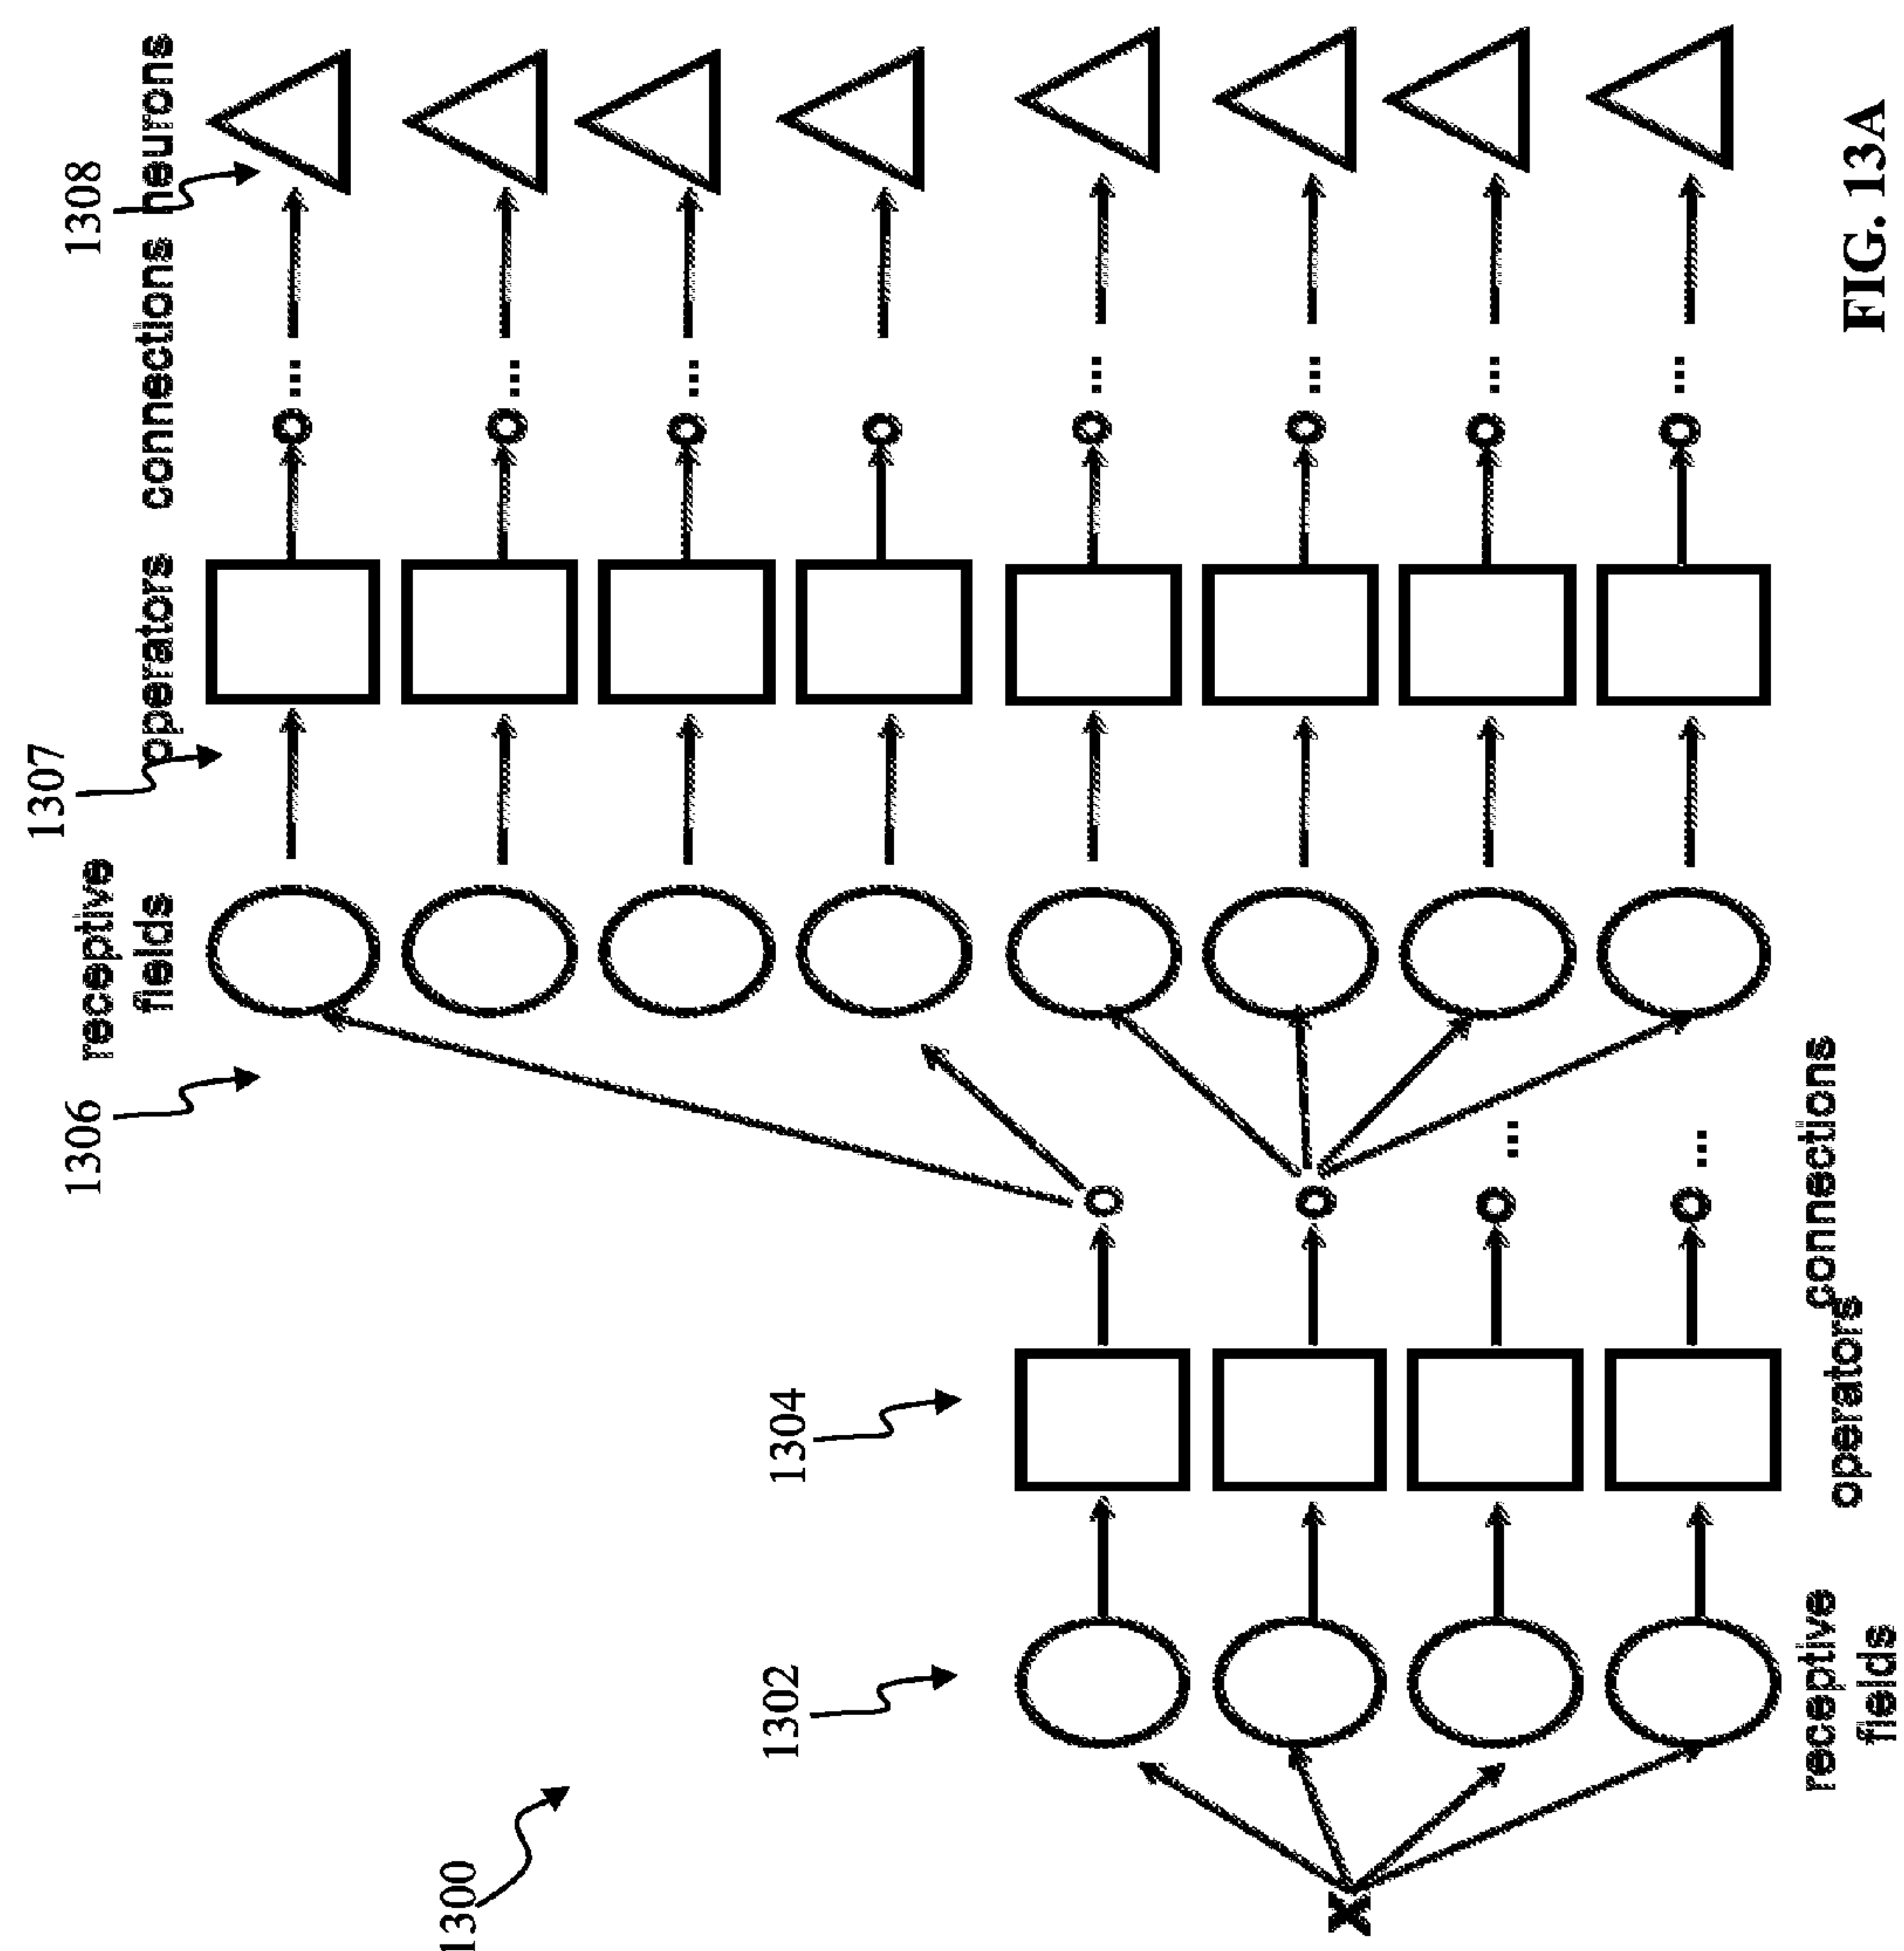 1300
1302
1304
1306
1307
1308
receptive
fields
operators
connections
neurons
X
receptive
fields
operators
connections
...
...
...
...
...
...
...
...
...
FIG. 13A